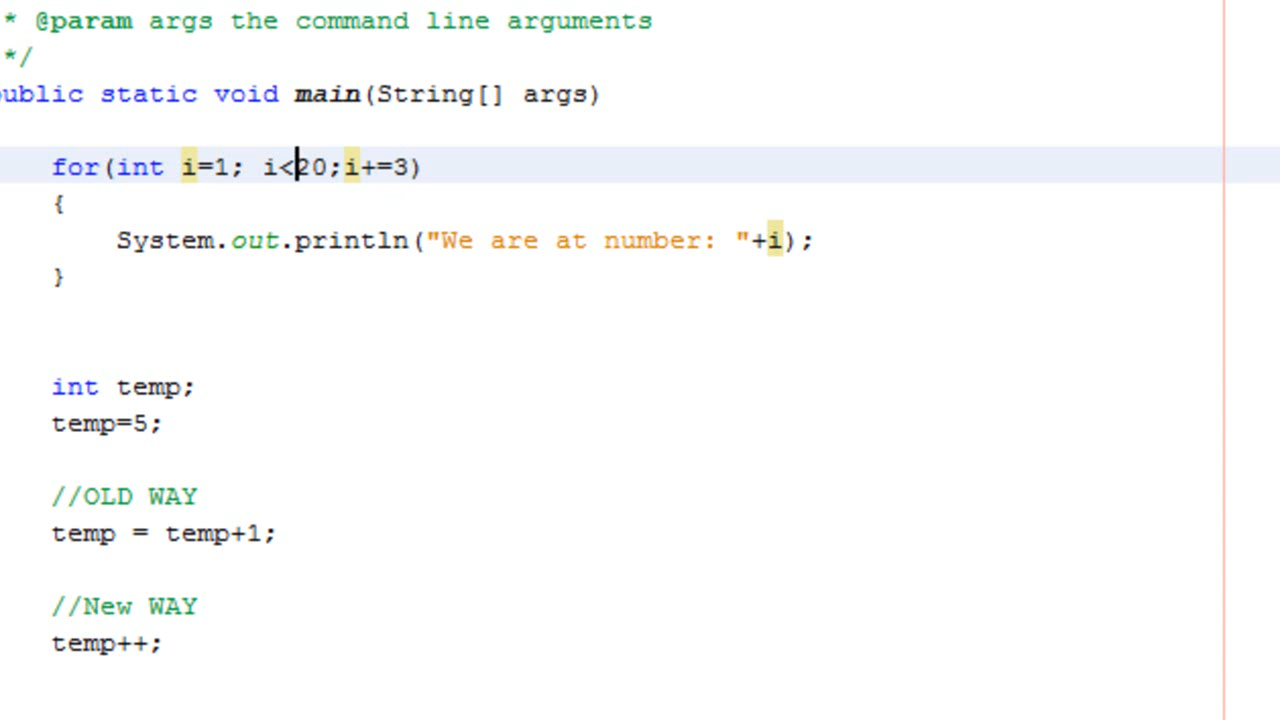 * @param args the command line arguments
*/
public static void main(String[] args)
for(int i=1; i<20;i+=3)
{
System.out.println("We are at number: "+i);
}
int temp;
temp=5;
//OLD WAY
temp = temp+1;
//New WAY
temp++;